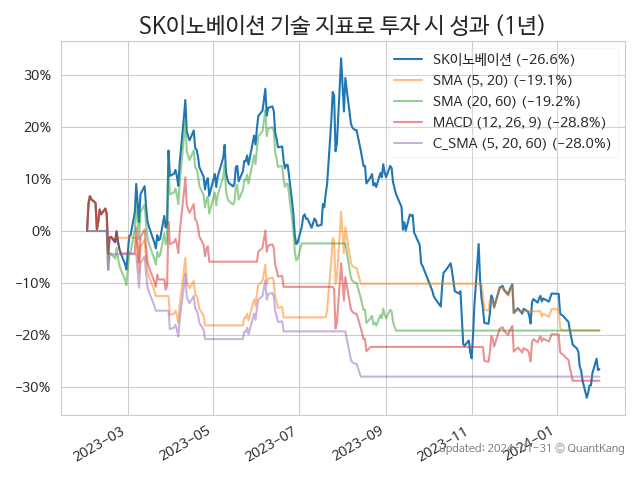 SK이노베이션 기술 지표로 투자 시 성과 (1년)
SK이노베이션 (−26.6%)
SMA (5, 20) (−19.1%)
SMA (20, 60) (−19.2%)
MACD (12, 26, 9) (−28.8%)
C_SMA (5, 20, 60) (−28.0%)
30%
20%
10%
0%
−10%
−20%
−30%
2023−03
2023−05
2023−07
2023−09
2023−11
2024−01
updated: 2024−01−31 © QuantKang